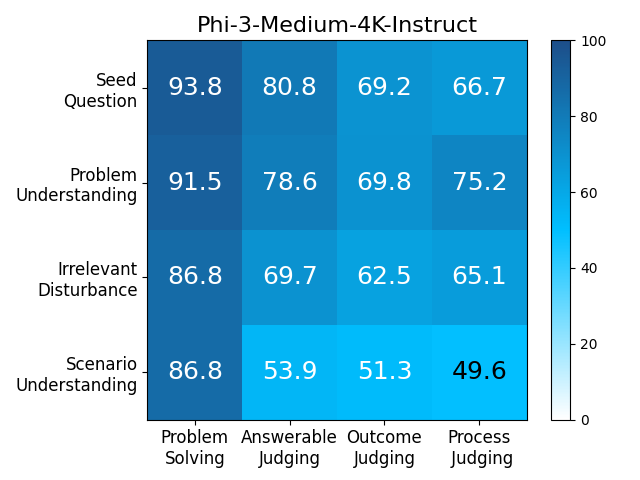 Phi-3-Medium-4K-Instruct
Seed
Question
93.8 80.8 69.2 66.7
Problem
Understanding
91.5 78.6 69.8 75.2
Irrelevant
Disturbance
86.8 69.7 62.5 65.1
Scenario
Understanding
86.8 53.9 51.3 49.6
Problem
Solving
Answerable
Judging
Outcome
Judging
Process
Judging
100
80
60
40
20
0